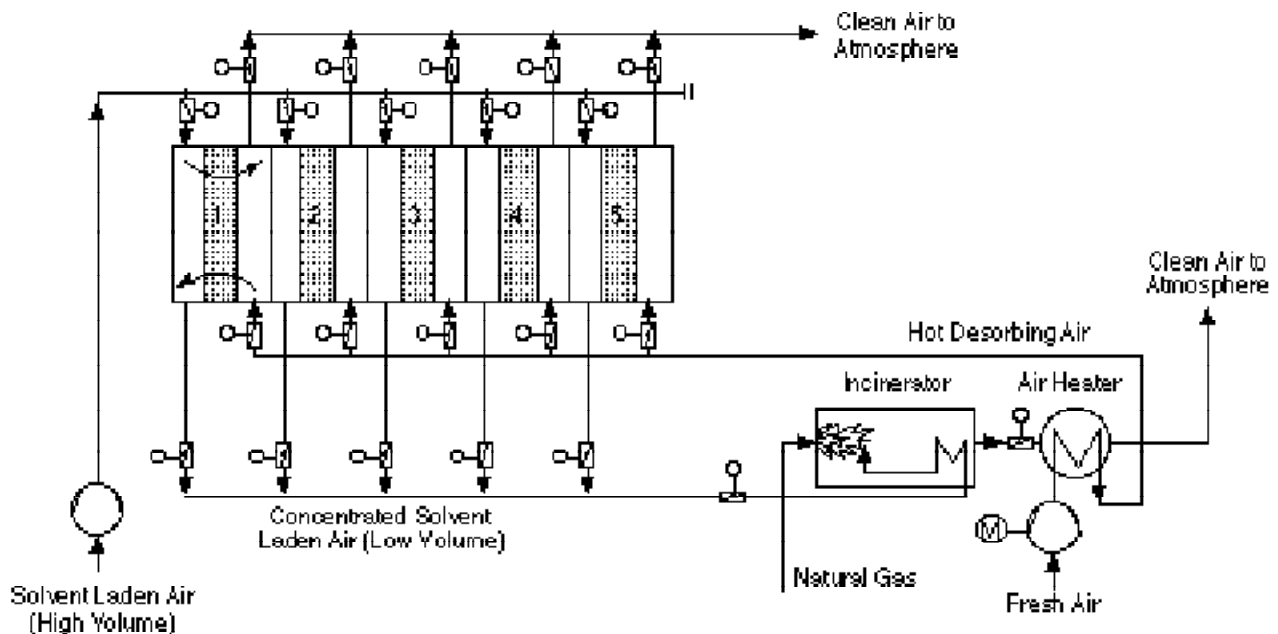 Clean Air to
Atmosphere
1
2
3
4
5
Clean Air to
Atmosphere
Hot Desorbing Air
Incinerator
Air Heater
Concentrated Solvent
Laden Air (Low Volume)
M
Natural Gas
Fresh Air
Solvent Laden Air
(High Volume)